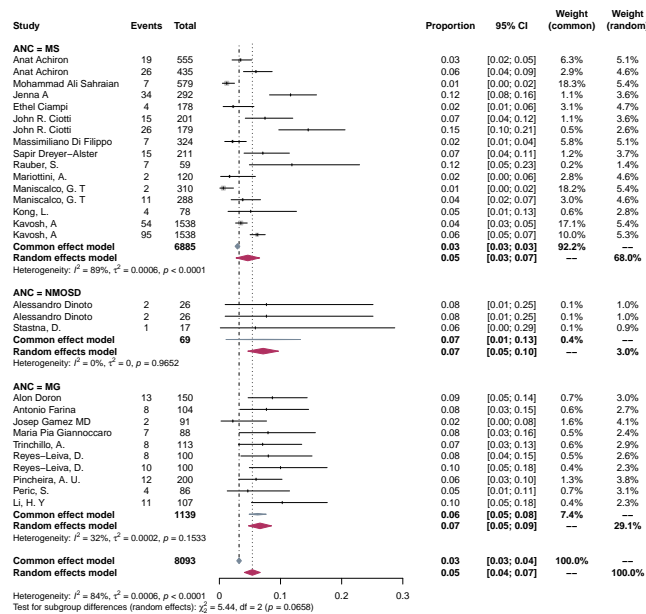 Study Events Total Proportion 95% CI Weight (common) Weight (random)
ANC = MS
Anat Achiron 19 555 0.03 [0.02; 0.05] 6.3% 5.1%
Anat Achiron 26 435 0.06 [0.04; 0.09] 2.9% 4.6%
Mohammad Ali Sahraian 7 579 0.01 [0.00; 0.02] 18.3% 5.4%
Jenna A 34 292 0.12 [0.08; 0.16] 1.1% 3.6%
Ethel Ciampi 4 178 0.02 [0.01; 0.06] 3.1% 4.7%
John R. Ciotti 15 201 0.07 [0.04; 0.12] 1.1% 3.6%
John R. Ciotti 26 179 0.15 [0.10; 0.21] 0.5% 2.6%
Massimiliano Di Filippo 7 324 0.02 [0.01; 0.04] 5.8% 5.1%
Sapir Dreyer−Alster 15 211 0.07 [0.04; 0.11] 1.2% 3.7%
Rauber, S. 7 59 0.12 [0.05; 0.23] 0.2% 1.4%
Mariottini, A. 2 120 0.02 [0.00; 0.06] 2.8% 4.6%
Maniscalco, G. T 2 310 0.01 [0.00; 0.02] 18.2% 5.4%
Maniscalco, G. T 11 288 0.04 [0.02; 0.07] 3.0% 4.6%
Kong, L. 4 78 0.05 [0.01; 0.13] 0.6% 2.8%
Kavosh, A 54 1538 0.04 [0.03; 0.05] 17.1% 5.4%
Kavosh, A 95 1538 0.06 [0.05; 0.07] 10.0% 5.3%
Common effect model 6885 0.03 [0.03; 0.03] 92.2% −−
Random effects model 0.05 [0.03; 0.07] −− 68.0%
Heterogeneity: I² = 89%, τ² = 0.0006, p < 0.0001
ANC = NMOSD
Alessandro Dinoto 2 26 0.08 [0.01; 0.25] 0.1% 1.0%
Alessandro Dinoto 2 26 0.08 [0.01; 0.25] 0.1% 1.0%
Stastna, D. 1 17 0.06 [0.00; 0.29] 0.1% 0.9%
Common effect model 69 0.07 [0.01; 0.13] 0.4% −−
Random effects model 0.07 [0.05; 0.10] −− 3.0%
Heterogeneity: I² = 0%, τ² = 0, p = 0.9652
ANC = MG
Alon Doron 13 150 0.09 [0.05; 0.14] 0.7% 3.0%
Antonio Farina 8 104 0.08 [0.03; 0.15] 0.6% 2.7%
Josep Gamez MD 2 91 0.02 [0.00; 0.08] 1.6% 4.1%
Maria Pia Giannoccaro 7 88 0.08 [0.03; 0.16] 0.5% 2.4%
Trinchillo, A. 8 113 0.07 [0.03; 0.13] 0.6% 2.9%
Reyes−Leiva, D. 8 100 0.08 [0.04; 0.15] 0.5% 2.6%
Reyes−Leiva, D. 10 100 0.10 [0.05; 0.18] 0.4% 2.3%
Pincheira, A. U. 12 200 0.06 [0.03; 0.10] 1.3% 3.8%
Peric, S. 4 86 0.05 [0.01; 0.11] 0.7% 3.1%
Li, H. Y 11 107 0.10 [0.05; 0.18] 0.4% 2.3%
Common effect model 1139 0.06 [0.05; 0.08] 7.4% −−
Random effects model 0.07 [0.05; 0.09] −− 29.1%
Heterogeneity: I² = 32%, τ² = 0.0002, p = 0.1533
Common effect model 8093 0.03 [0.03; 0.04] 100.0% −−
Random effects model 0.05 [0.04; 0.07] −− 100.0%
0 0.1 0.2 0.3
Heterogeneity: I² = 84%, τ² = 0.0006, p < 0.0001
Test for subgroup differences (random effects): χ²₂ = 5.44, df = 2 (p = 0.0658)